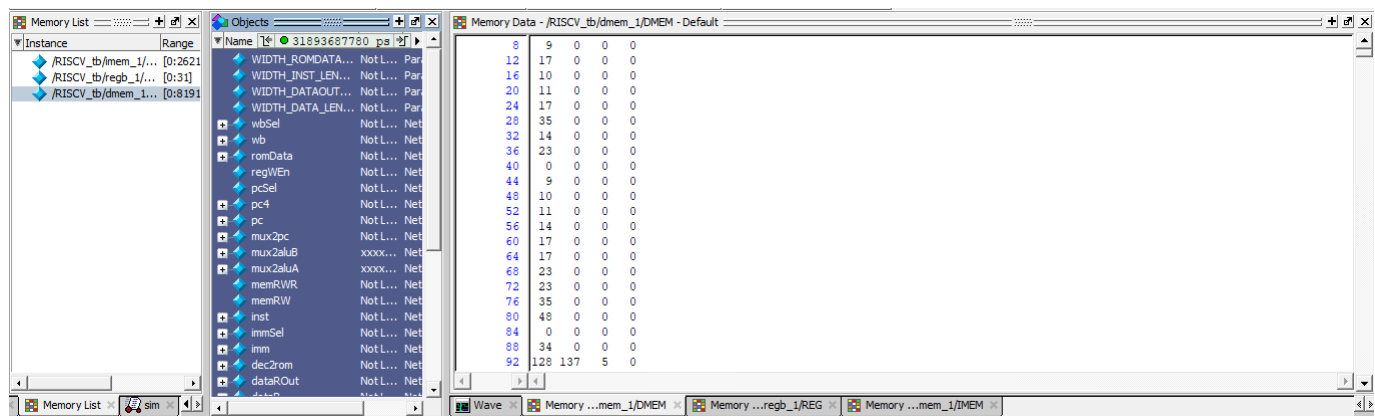 Memory List
Instance Range
/RISCV_tb/mem_1/... [0:2621
/RISCV_tb/regb_1/... [0:31]
/RISCV_tb/dmem_1... [0:8191
Memory List
sim
Objects
Name 31893687780 ps
WIDTH_ROMDATA... Not L... Par
WIDTH_INST_LEN... Not L... Par
WIDTH_DATAOUT... Not L... Par
WIDTH_DATA_LEN... Not L... Par
wbSel Not L... Net
wb Not L... Net
romData Not L... Net
regWEn Not L... Net
pcSel Not L... Net
pc4 Not L... Net
pc Not L... Net
mux2pc Not L... Net
mux2aluB xxxx... Net
mux2aluA xxxx... Net
memRWR Not L... Net
memRW Not L... Net
inst Not L... Net
immSel Not L... Net
imm Not L... Net
dec2rom Not L... Net
dataROut Not L... Net
Memory Data - /RISCV_tb/dmem_1/DMEM - Default
8 9 0 0 0
12 17 0 0 0
16 10 0 0 0
20 11 0 0 0
24 17 0 0 0
28 35 0 0 0
32 14 0 0 0
36 23 0 0 0
40 0 0 0 0
44 9 0 0 0
48 10 0 0 0
52 11 0 0 0
56 14 0 0 0
60 17 0 0 0
64 17 0 0 0
68 23 0 0 0
72 23 0 0 0
76 35 0 0 0
80 48 0 0 0
84 0 0 0 0
88 34 0 0 0
92 128 137 5 0
Wave
Memory ...mem_1/DMEM
Memory ...regb_1/REG
Memory ...mem_1/IMEM